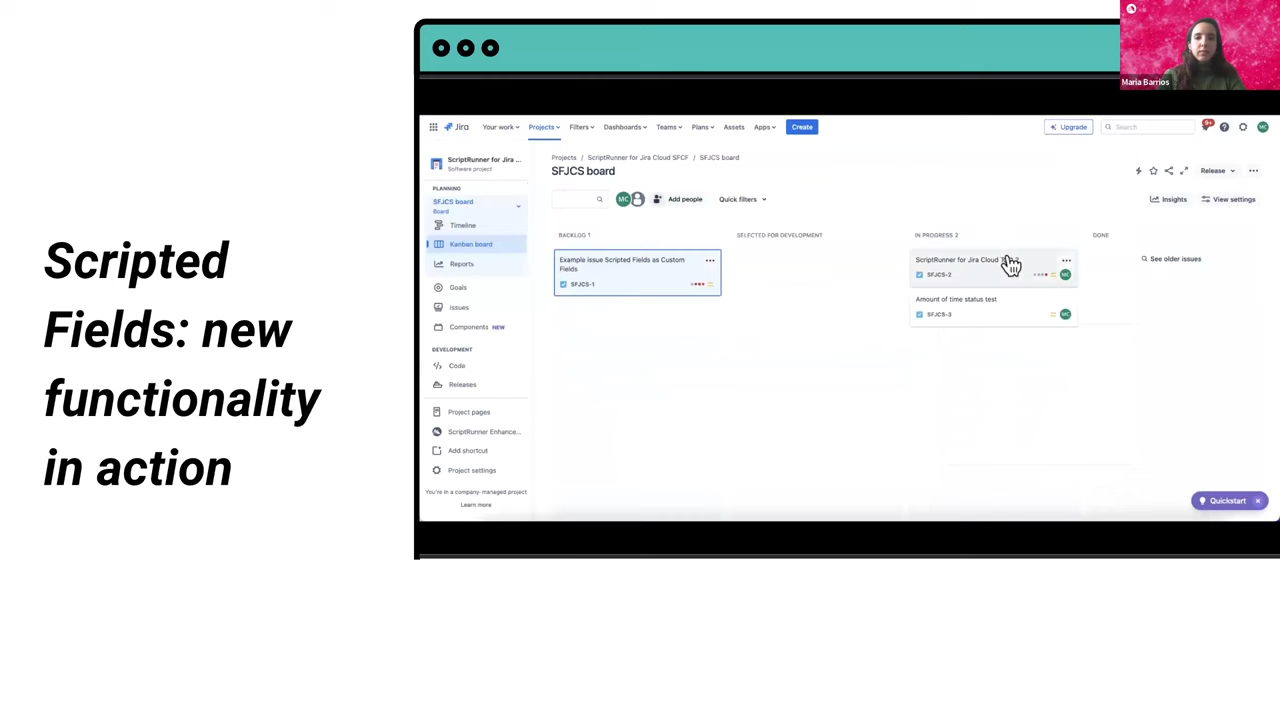 Scripted
Fields: new
functionality
in action
Maria Barrios
Jira Your work Projects Filters Dashboards Teams Plans Assets Apps Create Upgrade Search 9+ MC
ScriptRunner for Jira ...
Software project
PLANNING
SFJCS board
Board
Timeline
Kanban board
Reports
Goals
Issues
Components NEW
DEVELOPMENT
Code
Releases
Project pages
ScriptRunner Enhance...
Add shortcut
Project settings
You're in a company-managed project
Learn more
Projects / ScriptRunner for Jira Cloud SFCF / SFJCS board
SFJCS board
Release
MC Add people Quick filters
Insights View settings
BACKLOG 1
Example issue Scripted Fields as Custom
Fields
SFJCS-1
SELECTED FOR DEVELOPMENT
IN PROGRESS 2
ScriptRunner for Jira Cloud
SFJCS-2 MC
Amount of time status test
SFJCS-3 MC
DONE
See older issues
Quickstart